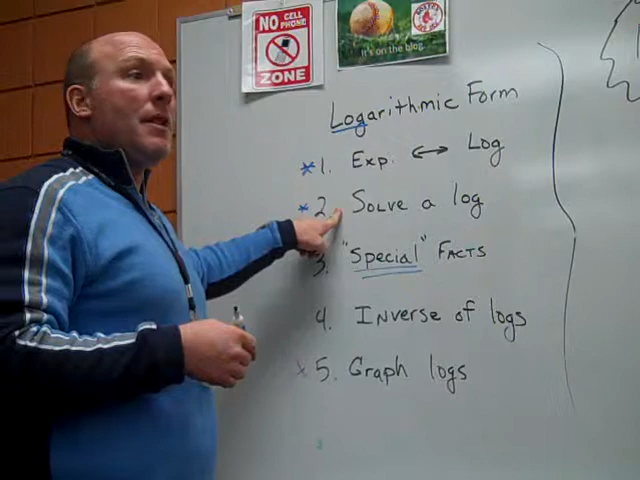 NO CELL
PHONE
ZONE
it's on the blog.
Logarithmic Form
* 1. Exp. ↔ Log
* 2. Solve a log
3. "Special" Facts
4. Inverse of logs
* 5. Graph logs